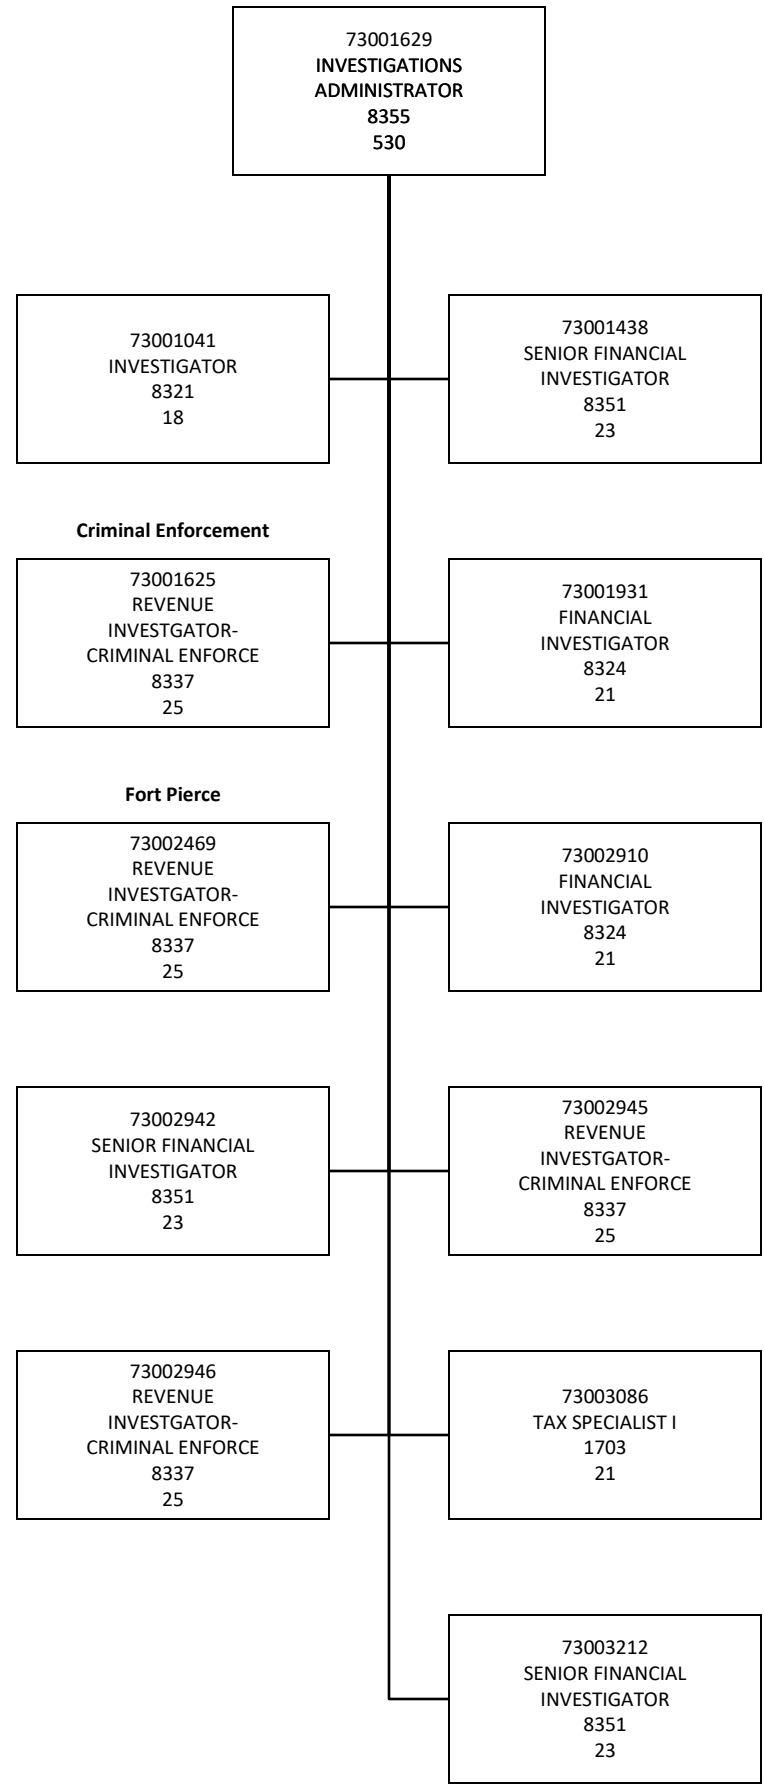 73001629
INVESTIGATIONS
ADMINISTRATOR
8355
530
73001041
INVESTIGATOR
8321
18
73001438
SENIOR FINANCIAL
INVESTIGATOR
8351
23
Criminal Enforcement
73001625
REVENUE
INVESTGATOR-
CRIMINAL ENFORCE
8337
25
73001931
FINANCIAL
INVESTIGATOR
8324
21
Fort Pierce
73002469
REVENUE
INVESTGATOR-
CRIMINAL ENFORCE
8337
25
73002910
FINANCIAL
INVESTIGATOR
8324
21
73002942
SENIOR FINANCIAL
INVESTIGATOR
8351
23
73002945
REVENUE
INVESTGATOR-
CRIMINAL ENFORCE
8337
25
73002946
REVENUE
INVESTGATOR-
CRIMINAL ENFORCE
8337
25
73003086
TAX SPECIALIST I
1703
21
73003212
SENIOR FINANCIAL
INVESTIGATOR
8351
23